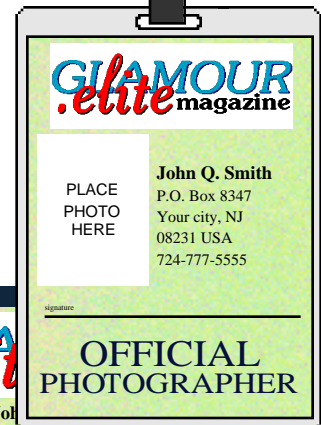 GLAMOUR
.elite magazine
PLACE
PHOTO
HERE
John Q. Smith
P.O. Box 8347
Your city, NJ
08231 USA
724-777-5555
signature
OFFICIAL
PHOTOGRAPHER